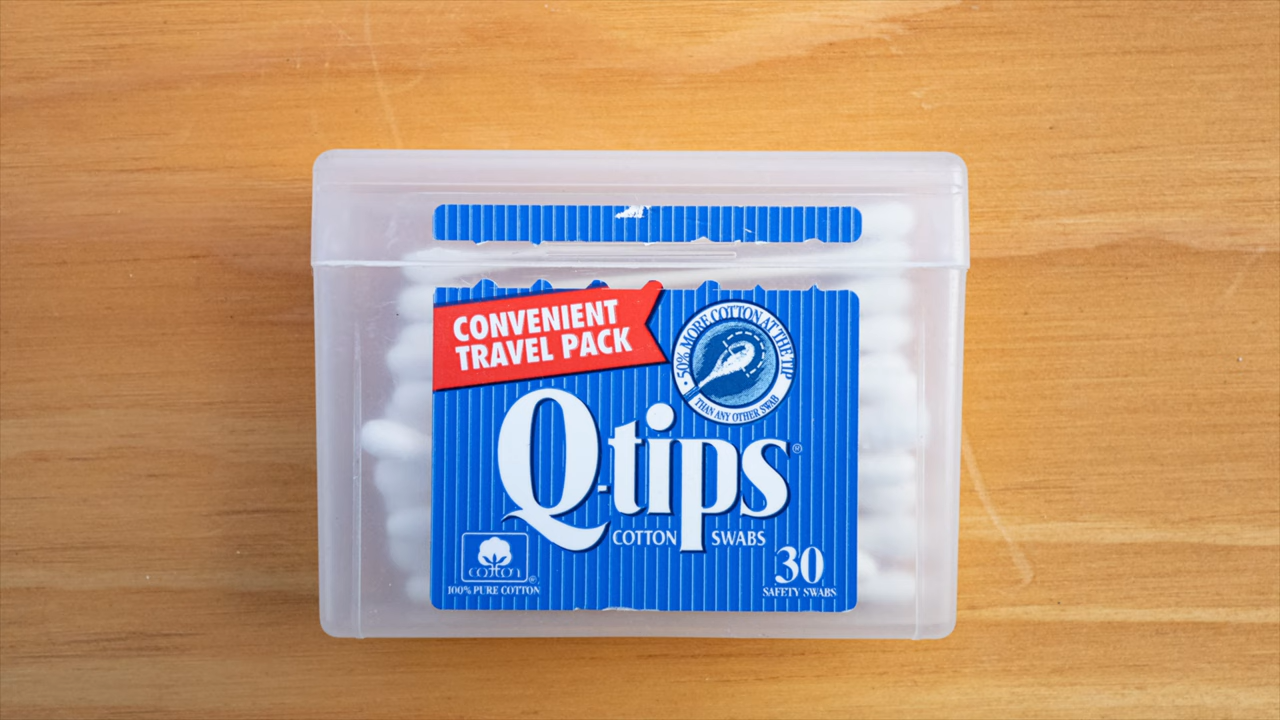 CONVENIENT
TRAVEL PACK
• 50% MORE COTTON AT THE TIP •
THAN ANY OTHER SWAB
Q-tips®
COTTON SWABS
cotton®
100% PURE COTTON
30
SAFETY SWABS